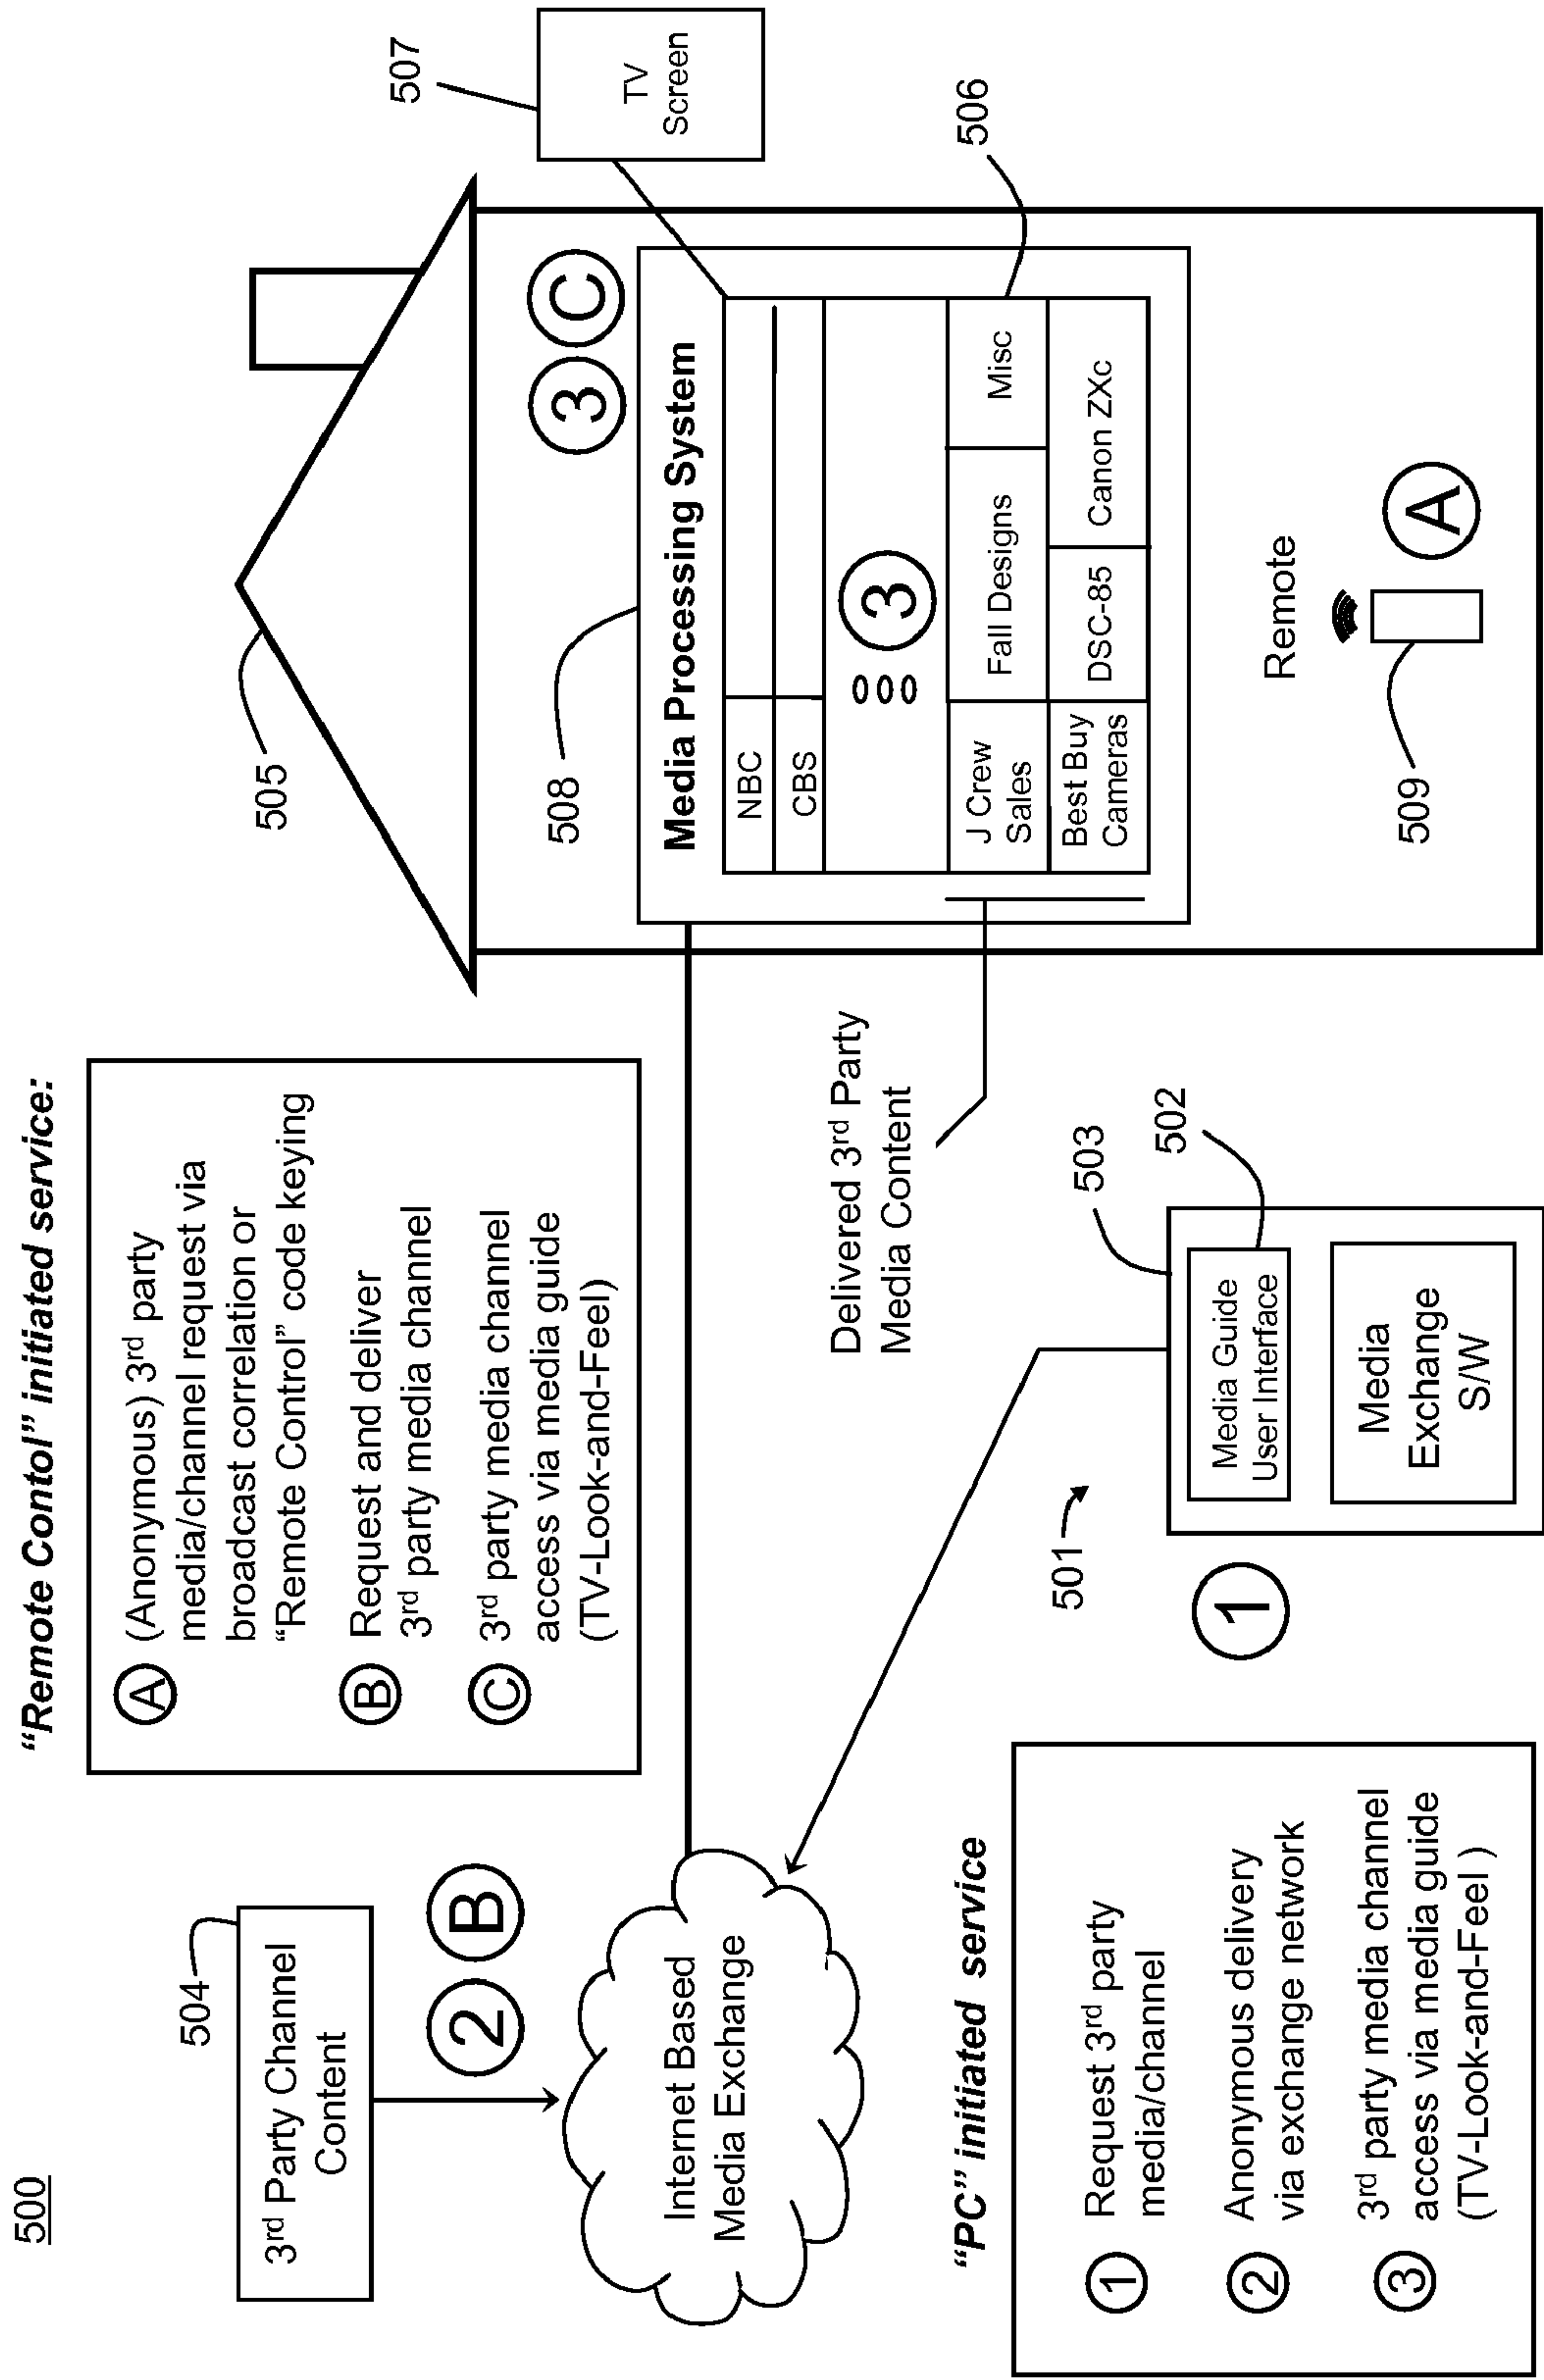 500
"Remote Contol" initiated service:
A
(Anonymous) 3rd party
media/channel request via
broadcast correlation or
"Remote Control" code keying
B
Request and deliver
3rd party media channel
C
3rd party media channel
access via media guide
(TV-Look-and-Feel)
504
3rd Party Channel
Content
2
B
Internet Based
Media Exchange
505
507
TV
Screen
3
C
508
Media Processing System
NBC
CBS
3
J Crew
Sales
Fall Designs
Misc
506
Best Buy
Cameras
DSC-85
Canon ZXc
Delivered 3rd Party
Media Content
Remote
A
509
"PC" initiated service
1
Request 3rd party
media/channel
2
Anonymous delivery
via exchange network
3
3rd party media channel
access via media guide
(TV-Look-and-Feel )
501
1
503
502
Media Guide
User Interface
Media
Exchange
S/W